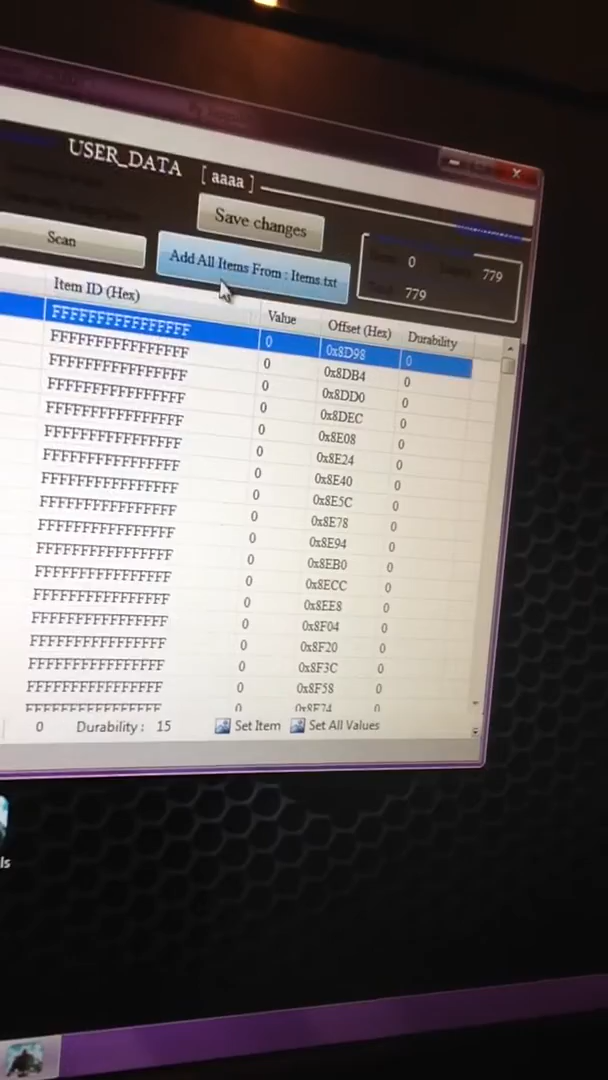 USER_DATA [ aaaa ]
Save changes
Scan
Add All Items From : Items.txt
0 779
779
Item ID (Hex) Value Offset (Hex) Durability
FFFFFFFFFFFFFFFF 0 0x8D98 0
FFFFFFFFFFFFFFFF 0 0x8DB4 0
FFFFFFFFFFFFFFFF 0 0x8DD0 0
FFFFFFFFFFFFFFFF 0 0x8DEC 0
FFFFFFFFFFFFFFFF 0 0x8E08 0
FFFFFFFFFFFFFFFF 0 0x8E24 0
FFFFFFFFFFFFFFFF 0 0x8E40 0
FFFFFFFFFFFFFFFF 0 0x8E5C 0
FFFFFFFFFFFFFFFF 0 0x8E78 0
FFFFFFFFFFFFFFFF 0 0x8E94 0
FFFFFFFFFFFFFFFF 0 0x8EB0 0
FFFFFFFFFFFFFFFF 0 0x8ECC 0
FFFFFFFFFFFFFFFF 0 0x8EE8 0
FFFFFFFFFFFFFFFF 0 0x8F04 0
FFFFFFFFFFFFFFFF 0 0x8F20 0
FFFFFFFFFFFFFFFF 0 0x8F3C 0
FFFFFFFFFFFFFFFF 0 0x8F58 0
FFFFFFFFFFFFFFFF 0 0x8F74 0
0 Durability : 15 Set Item Set All Values
ls